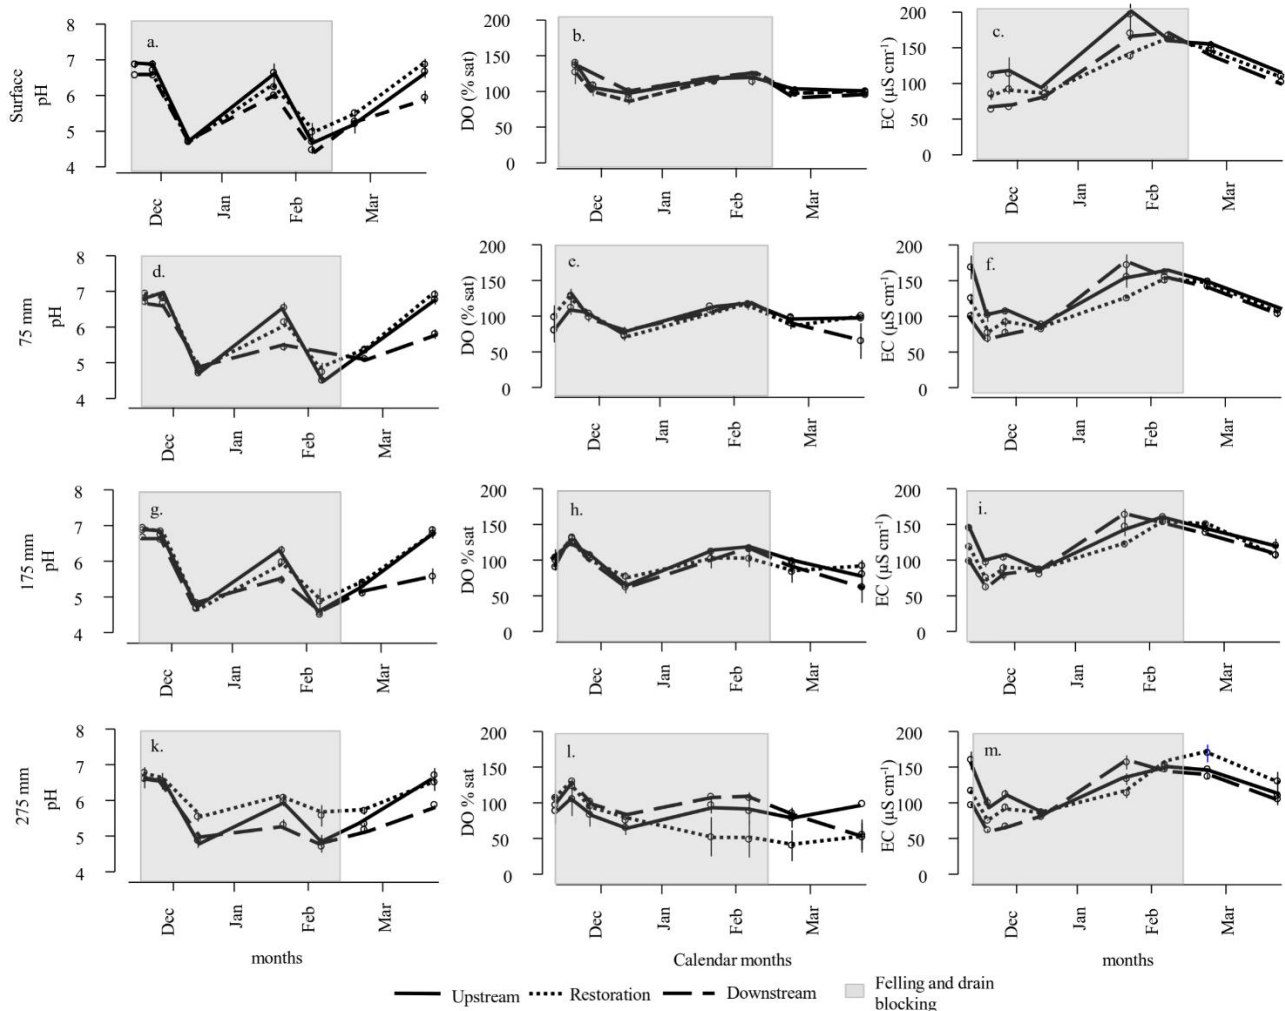 Surface
pH
8
7
6
5
4
a.
Dec
Jan
Feb
Mar
DO (% sat)
200
150
100
50
0
b.
Dec
Jan
Feb
Mar
EC (µS cm⁻¹)
200
150
100
50
0
c.
Dec
Jan
Feb
Mar
75 mm
pH
8
7
6
5
4
d.
Dec
Jan
Feb
Mar
DO (% sat)
200
150
100
50
0
e.
Dec
Jan
Feb
Mar
EC (µS cm⁻¹)
200
150
100
50
0
f.
Dec
Jan
Feb
Mar
175 mm
pH
8
7
6
5
4
g.
Dec
Jan
Feb
Mar
DO % sat
200
150
100
50
0
h.
Dec
Jan
Feb
Mar
EC (µS cm⁻¹)
200
150
100
50
0
i.
Dec
Jan
Feb
Mar
275 mm
pH
8
7
6
5
4
k.
Dec
Jan
Feb
Mar
months
DO % sat
200
150
100
50
0
l.
Dec
Jan
Feb
Mar
Calendar months
EC (µS cm⁻¹)
200
150
100
50
0
m.
Dec
Jan
Feb
Mar
months
Upstream Restoration Downstream Felling and drain
blocking